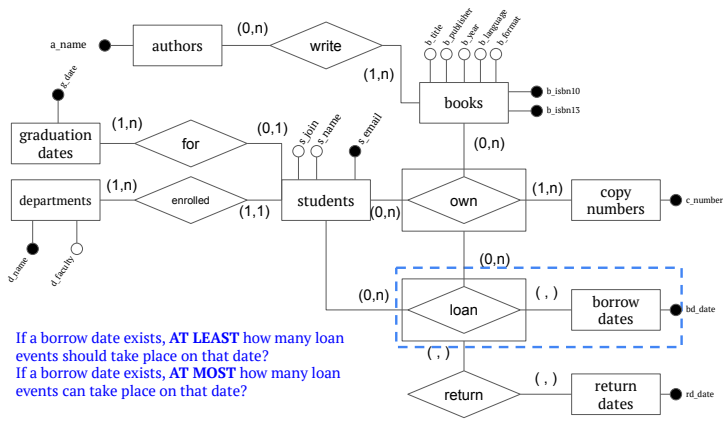 a_name
authors
(0,n)
write
(1,n)
b_title
b_publisher
b_year
b_language
b_format
books
b_isbn10
b_isbn13
(0,n)
g_date
graduation
dates
(1,n)
for
(0,1)
s_join
s_name
s_email
departments
(1,n)
enrolled
(1,1)
students
(0,n)
own
(1,n)
copy
numbers
c_number
d_name
d_faculty
(0,n)
(0,n)
loan
( , )
borrow
dates
bd_date
( , )
return
( , )
return
dates
rd_date
If a borrow date exists, AT LEAST how many loan
events should take place on that date?
If a borrow date exists, AT MOST how many loan
events can take place on that date?